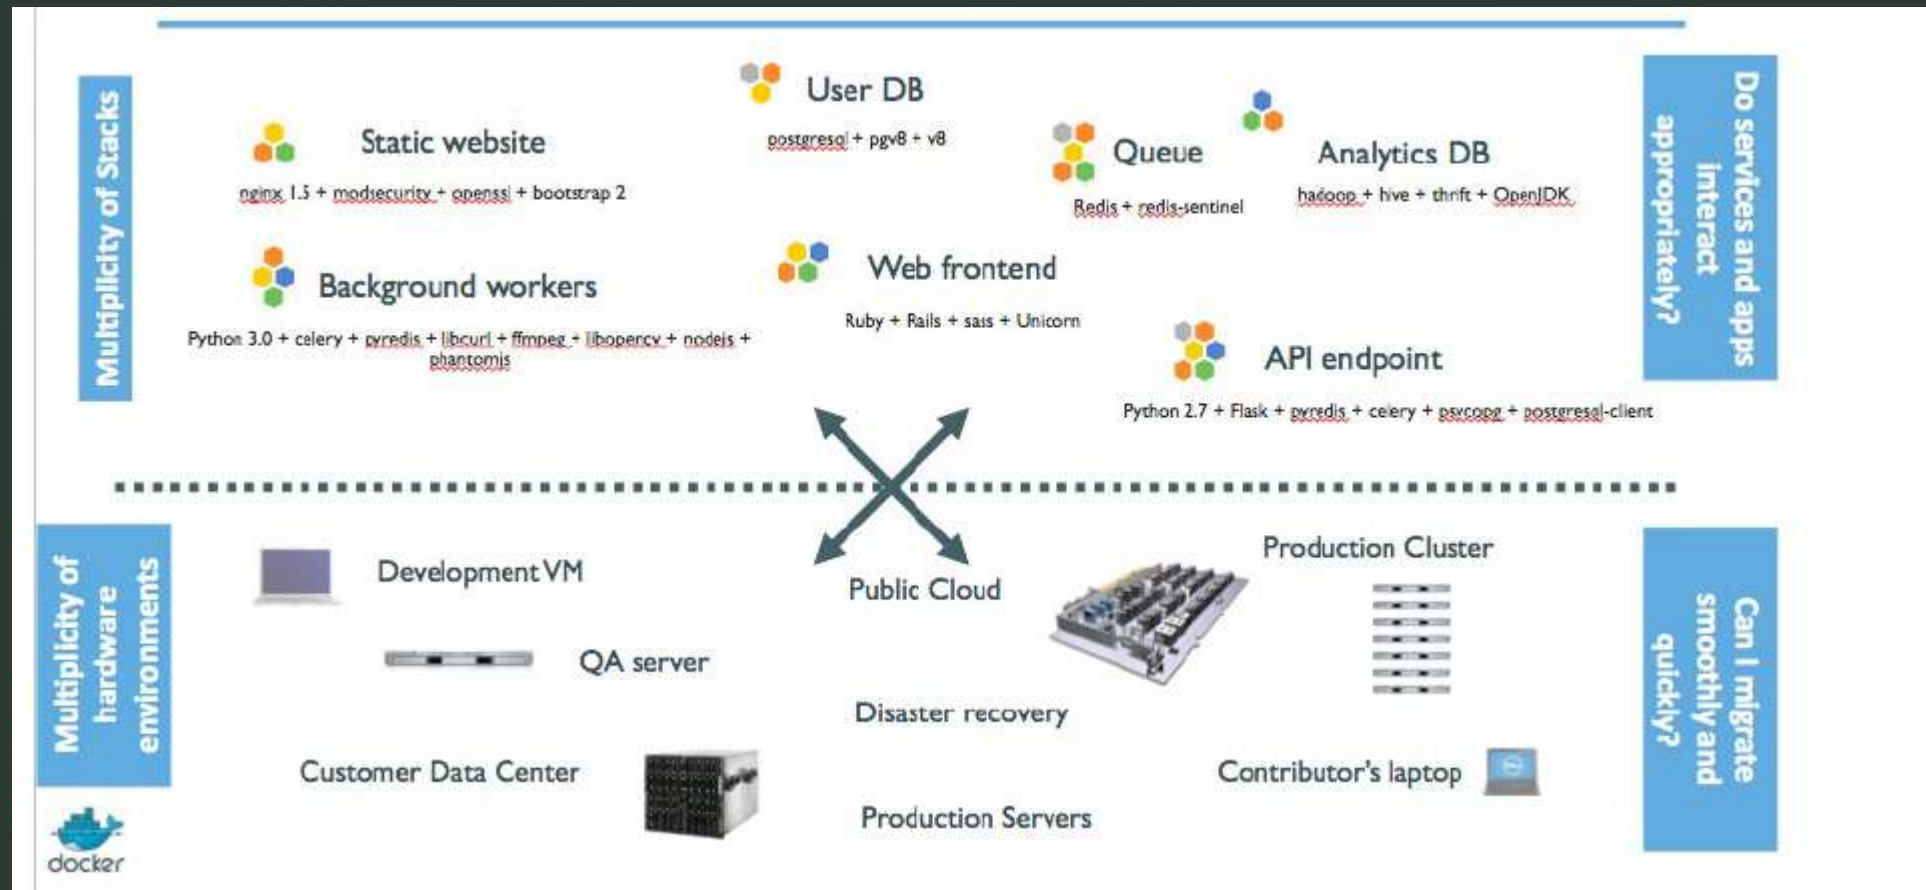 Multiplicity of Stacks
Static website
nginx 1.5 + modsecurity + openssl + bootstrap 2
Background workers
Python 3.0 + celery + pyredis + libcurl + ffmpeg + libopencv + nodejs +
phantomjs
User DB
postgresql + pgv8 + v8
Web frontend
Ruby + Rails + sass + Unicorn
Queue
Redis + redis-sentinel
Analytics DB
hadoop + hive + thrift + OpenJDK
API endpoint
Python 2.7 + Flask + pyredis + celery + psycopg + postgresql-client
Do services and apps
interact
appropriately?
Multiplicity of
hardware
environments
Development VM
QA server
Customer Data Center
Public Cloud
Disaster recovery
Production Servers
Production Cluster
Contributor's laptop
Can I migrate
smoothly and
quickly?
docker